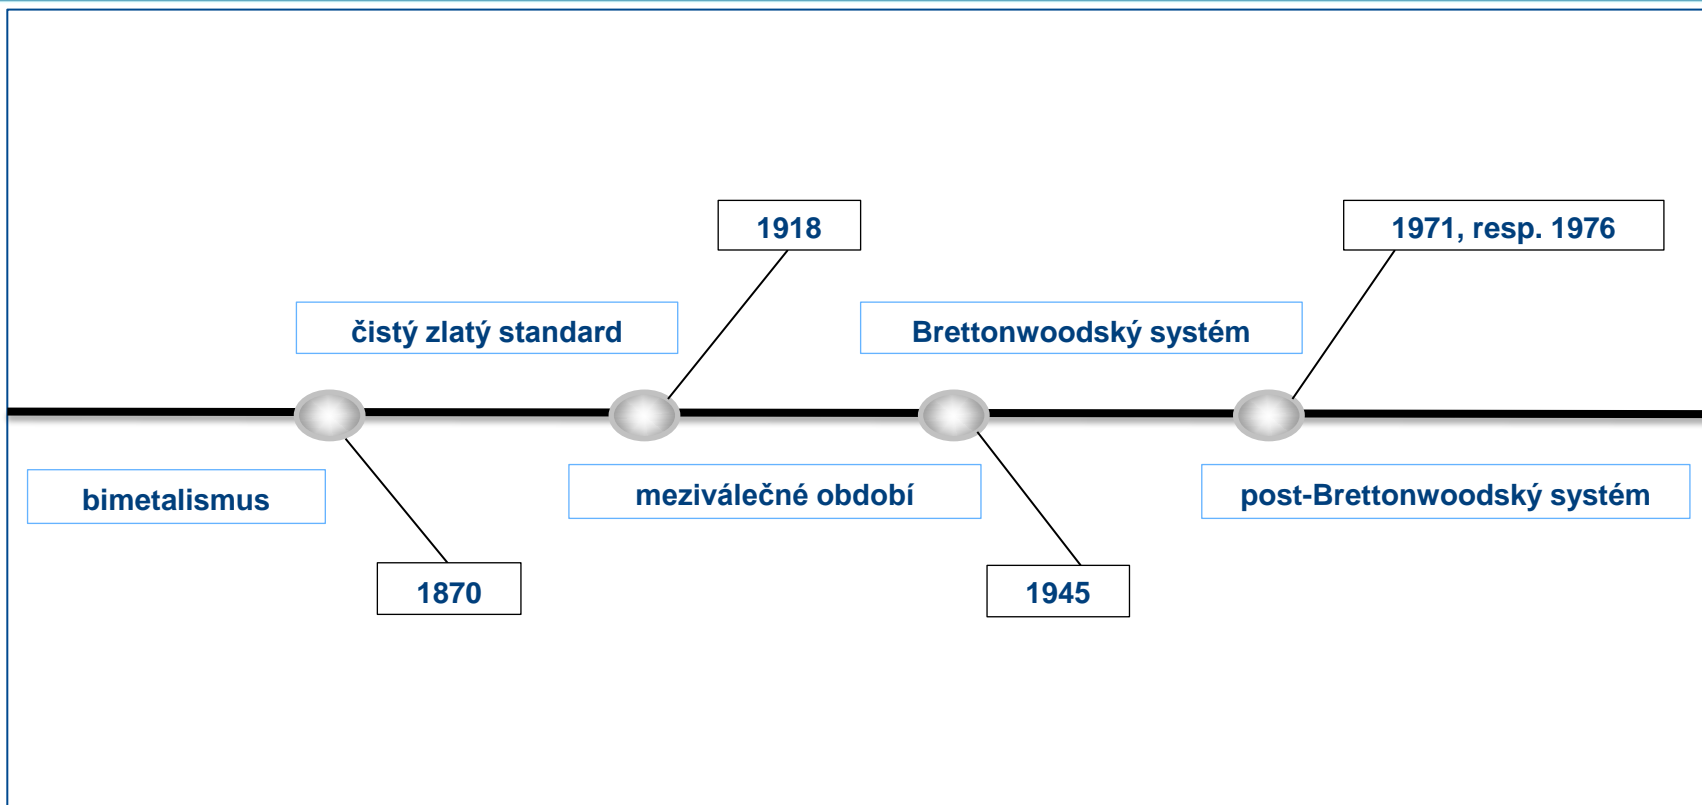 1918
1971, resp. 1976
čistý zlatý standard
Brettonwoodský systém
bimetalismus
meziválečné období
post-Brettonwoodský systém
1870
1945